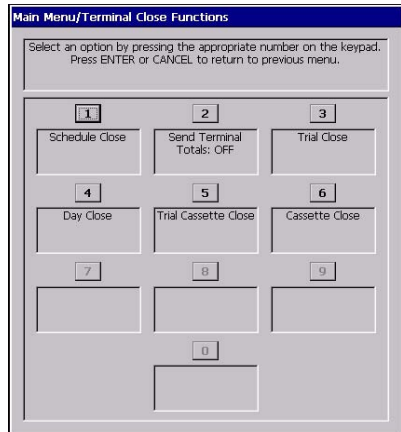 Main Menu/Terminal Close Functions
Select an option by pressing the appropriate number on the keypad.
Press ENTER or CANCEL to return to previous menu.
1 2 3
Schedule Close Send Terminal Trial Close
Totals: OFF
4 5 6
Day Close Trial Cassette Close Cassette Close
7 8 9
0